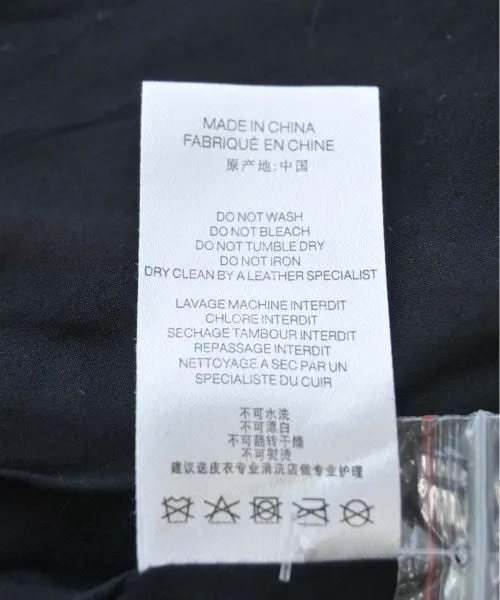 MADE IN CHINA
FABRIQUÉ EN CHINE
原产地:中国
DO NOT WASH
DO NOT BLEACH
DO NOT TUMBLE DRY
DO NOT IRON
DRY CLEAN BY A LEATHER SPECIALIST
LAVAGE MACHINE INTERDIT
CHLORE INTERDIT
SECHAGE TAMBOUR INTERDIT
REPASSAGE INTERDIT
NETTOYAGE A SEC PAR UN
SPECIALISTE DU CUIR
不可水洗
不可漂白
不可翻转干燥
不可熨烫
建议送皮衣专业清洗店做专业护理